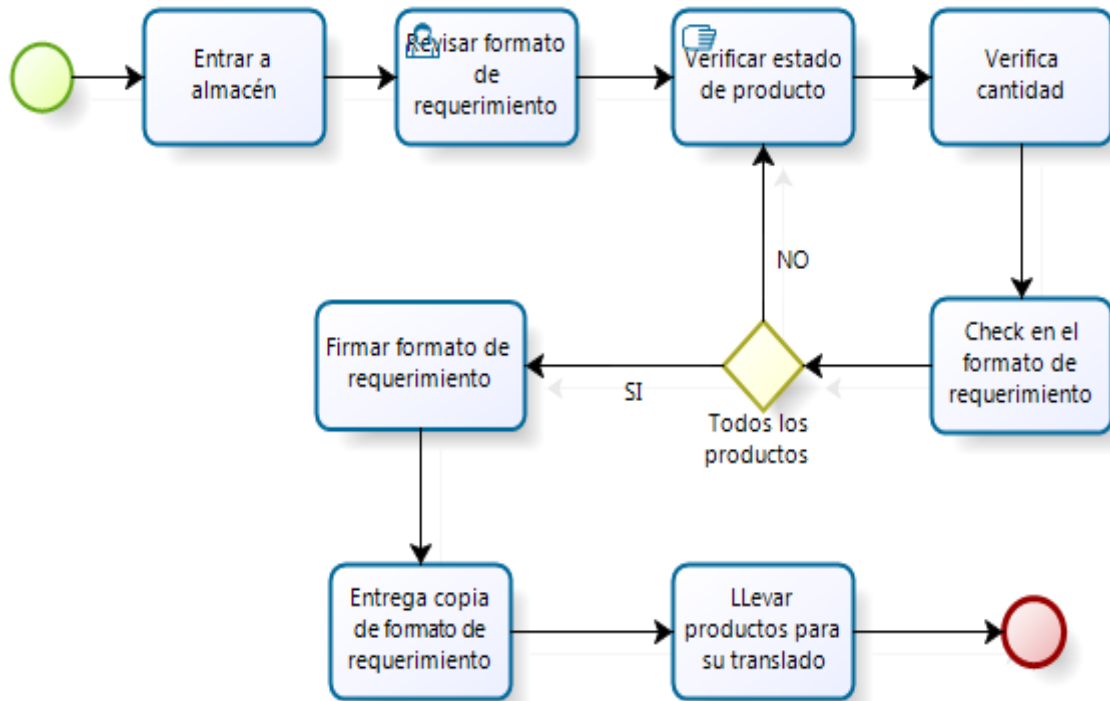 Entrar a
almacén
Revisar formato
de
requerimiento
Verificar estado
de producto
Verifica
cantidad
NO
Firmar formato de
requerimiento
SI
Todos los
productos
Check en el
formato de
requerimiento
Entrega copia
de formato de
requerimiento
LLevar
productos para
su translado